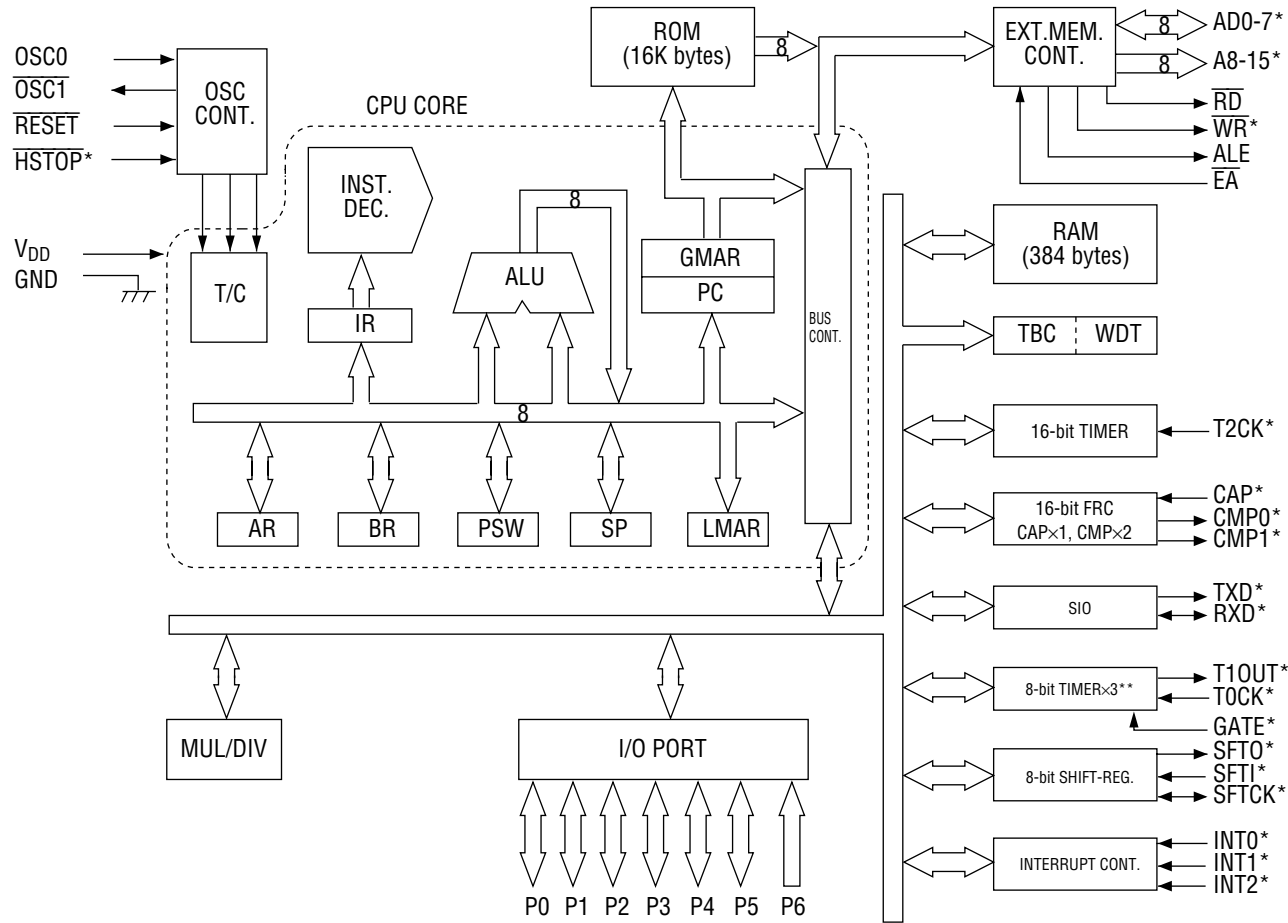 OSC0
OSC1
RESET
HSTOP*
OSC
CONT.
VDD
GND
T/C
CPU CORE
INST.
DEC.
IR
ALU
8
8
ROM
(16K bytes)
8
GMAR
PC
BUS
CONT.
AR
BR
PSW
SP
LMAR
EXT.MEM.
CONT.
8
AD0-7*
8
A8-15*
RD
WR*
ALE
EA
RAM
(384 bytes)
TBC
WDT
16-bit TIMER
T2CK*
16-bit FRC
CAP×1, CMP×2
CAP*
CMP0*
CMP1*
SIO
TXD*
RXD*
8-bit TIMER×3**
T1OUT*
T0CK*
GATE*
8-bit SHIFT-REG.
SFTO*
SFTI*
SFTCK*
INTERRUPT CONT.
INT0*
INT1*
INT2*
MUL/DIV
I/O PORT
P0 P1 P2 P3 P4 P5 P6